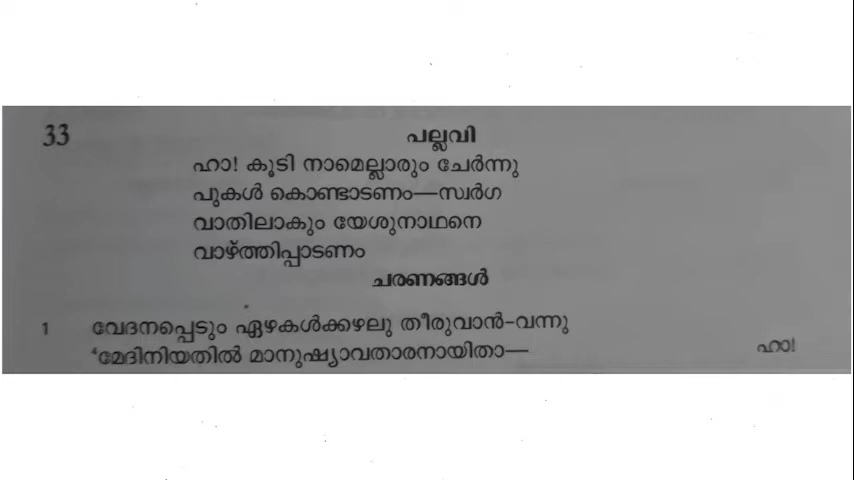 33 പല്ലവി
ഹാ! കൂടി നാമെല്ലാരും ചേർന്നു
പുകൾ കൊണ്ടാടണം—സ്വർഗ
വാതിലാകും യേശുനാഥനെ
വാഴ്ത്തിപ്പാടണം
ചരണങ്ങൾ
1 വേദനപ്പെടും ഏഴകൾക്കഴലു തീരുവാൻ-വന്നു
മേദിനിയതിൽ മാനുഷ്യാവതാരനായിതാ— ഹാ!